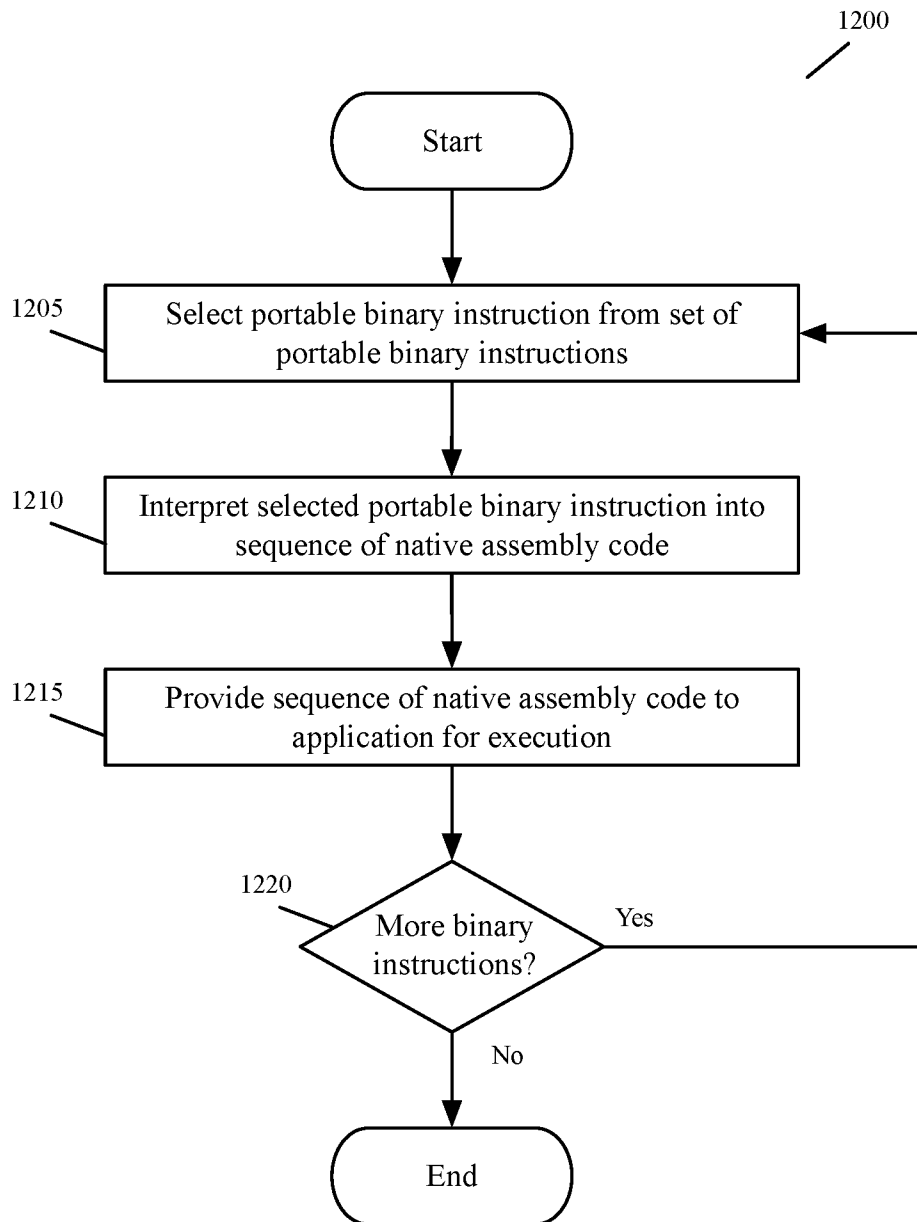 1200
Start
1205
Select portable binary instruction from set of
portable binary instructions
1210
Interpret selected portable binary instruction into
sequence of native assembly code
1215
Provide sequence of native assembly code to
application for execution
1220
More binary
instructions?
Yes
No
End